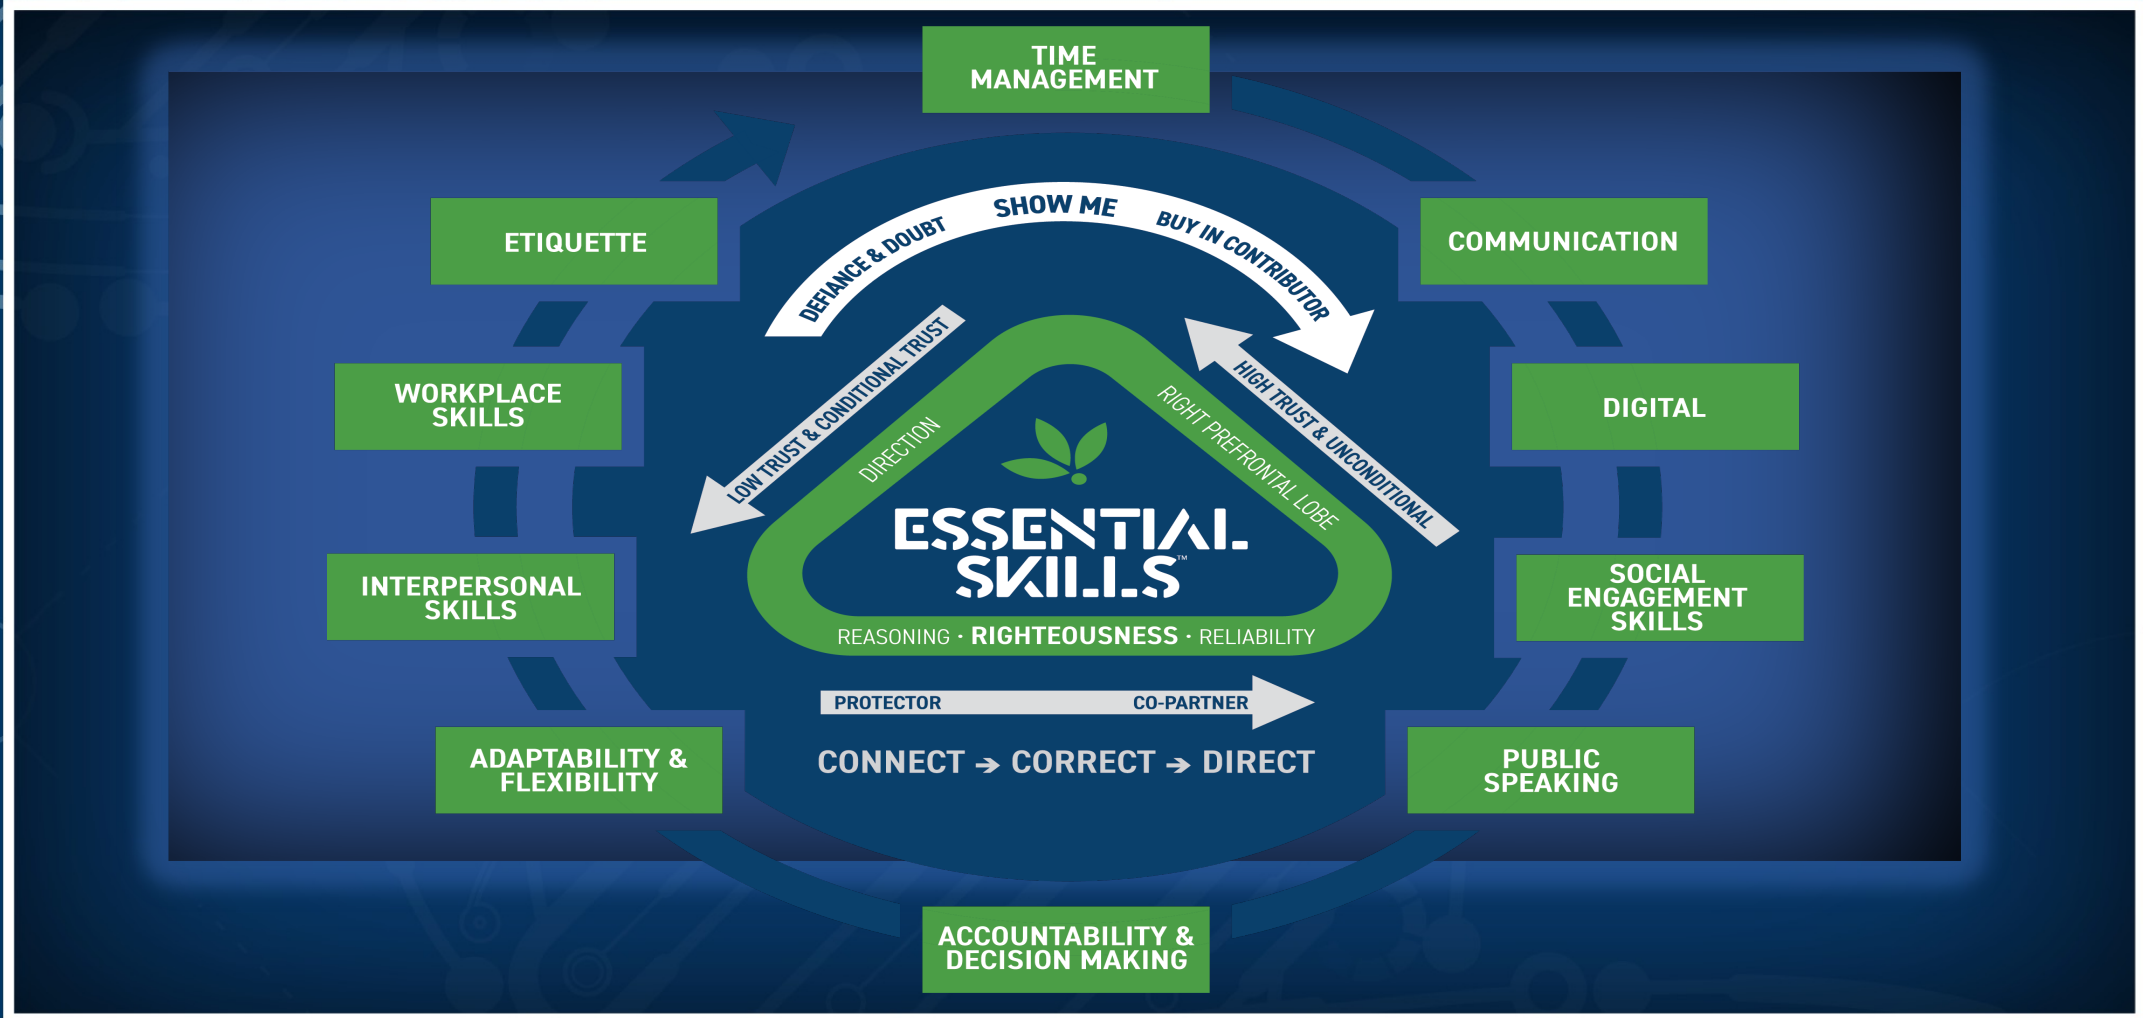 TIME
MANAGEMENT
ETIQUETTE
COMMUNICATION
DEFIANCE & DOUBT
SHOW ME
BUY IN CONTRIBUTOR
WORKPLACE
SKILLS
DIGITAL
LOW TRUST & CONDITIONAL TRUST
HIGH TRUST & UNCONDITIONAL
DIRECTION
RIGHT PREFRONTAL LOBE
ESSENTIAL
SKILLS™
INTERPERSONAL
SKILLS
SOCIAL
ENGAGEMENT
SKILLS
REASONING · RIGHTEOUSNESS · RELIABILITY
PROTECTOR CO-PARTNER
CONNECT → CORRECT → DIRECT
ADAPTABILITY &
FLEXIBILITY
PUBLIC
SPEAKING
ACCOUNTABILITY &
DECISION MAKING